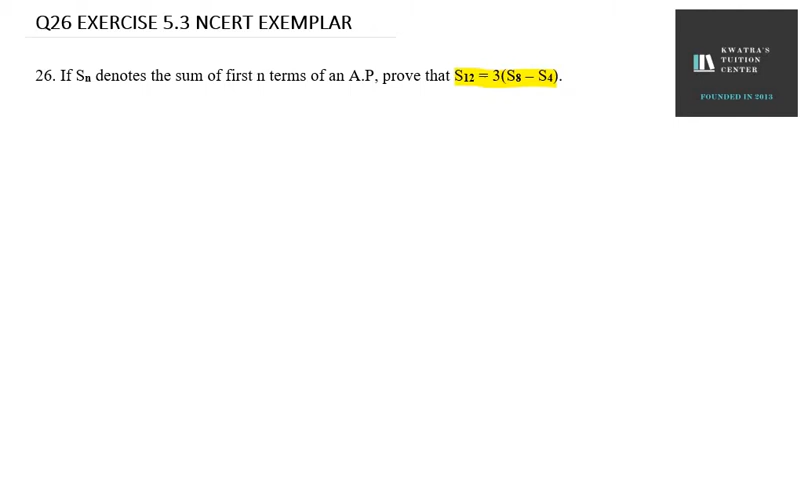 Q26 EXERCISE 5.3 NCERT EXEMPLAR
KWATRA'S
TUITION
CENTER
FOUNDED IN 2013
26. If Sn denotes the sum of first n terms of an A.P, prove that S12 = 3(S8 – S4).